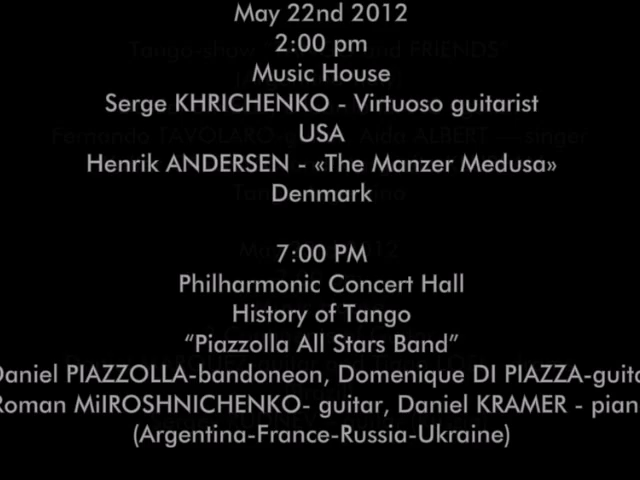 May 22nd 2012
2:00 pm
Music House
Serge KHRICHENKO - Virtuoso guitarist
USA
Henrik ANDERSEN - «The Manzer Medusa»
Denmark
7:00 PM
Philharmonic Concert Hall
History of Tango
“Piazzolla All Stars Band”
Daniel PIAZZOLLA-bandoneon, Domenique DI PIAZZA-guita
Roman MiIROSHNICHENKO- guitar, Daniel KRAMER - pian
(Argentina-France-Russia-Ukraine)